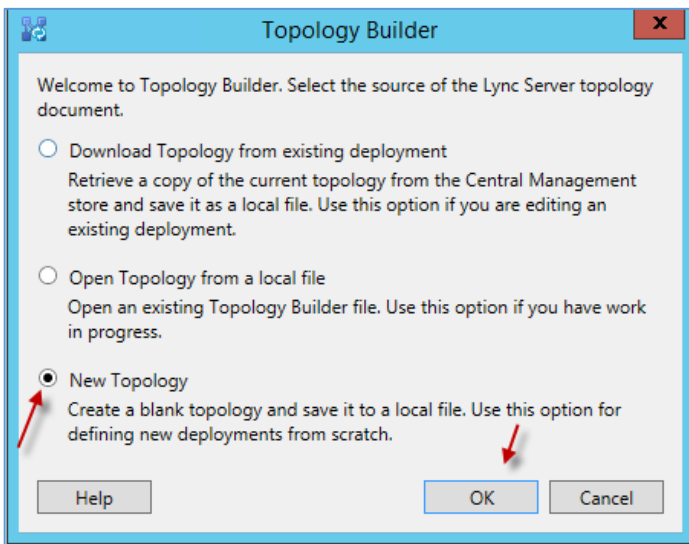 Topology Builder
x
Welcome to Topology Builder. Select the source of the Lync Server topology
document.
Download Topology from existing deployment
Retrieve a copy of the current topology from the Central Management
store and save it as a local file. Use this option if you are editing an
existing deployment.
Open Topology from a local file
Open an existing Topology Builder file. Use this option if you have work
in progress.
New Topology
Create a blank topology and save it to a local file. Use this option for
defining new deployments from scratch.
Help OK Cancel